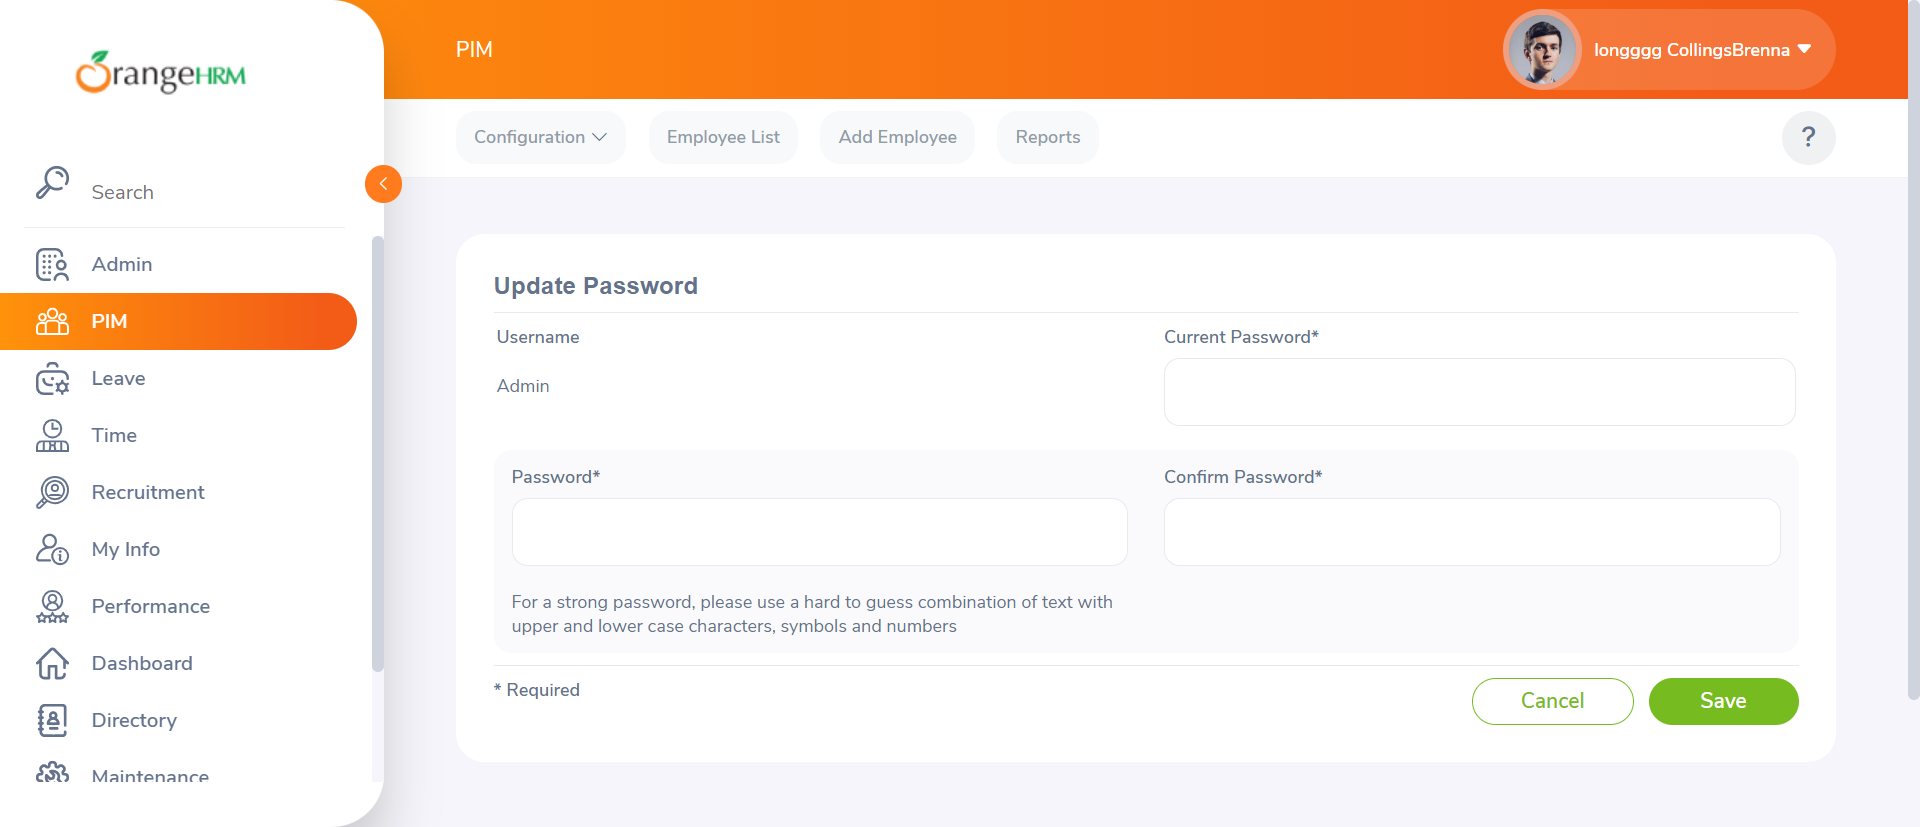 OrangeHRM
PIM
longggg CollingsBrenna
Configuration
Employee List
Add Employee
Reports
?
Search
Admin
PIM
Leave
Time
Recruitment
My Info
Performance
Dashboard
Directory
Maintenance
Update Password
Username
Current Password*
Admin
Password*
Confirm Password*
For a strong password, please use a hard to guess combination of text with
upper and lower case characters, symbols and numbers
* Required
Cancel
Save